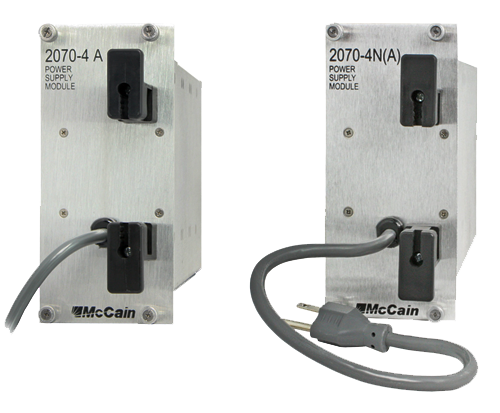 2070-4 A
POWER
SUPPLY
MODULE
McCain
2070-4N(A)
POWER
SUPPLY
MODULE
McCain